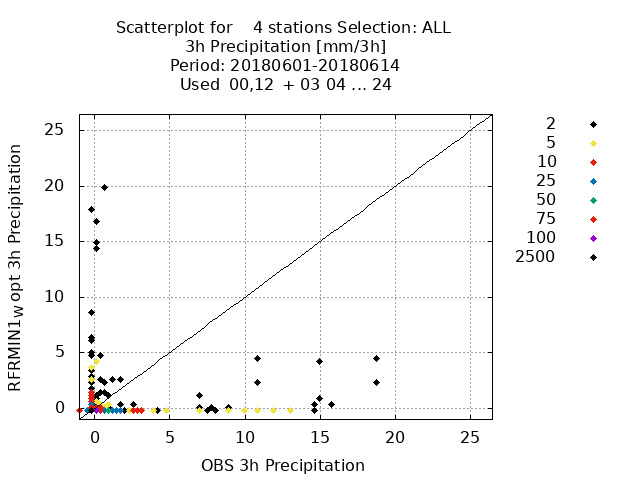 Scatterplot for 4 stations Selection: ALL
3h Precipitation [mm/3h]
Period: 20180601-20180614
Used 00,12 + 03 04 ... 24
RFRMIN1W opt 3h Precipitation
25
20
15
10
5
0
0 5 10 15 20 25
OBS 3h Precipitation
2
5
10
25
50
75
100
2500